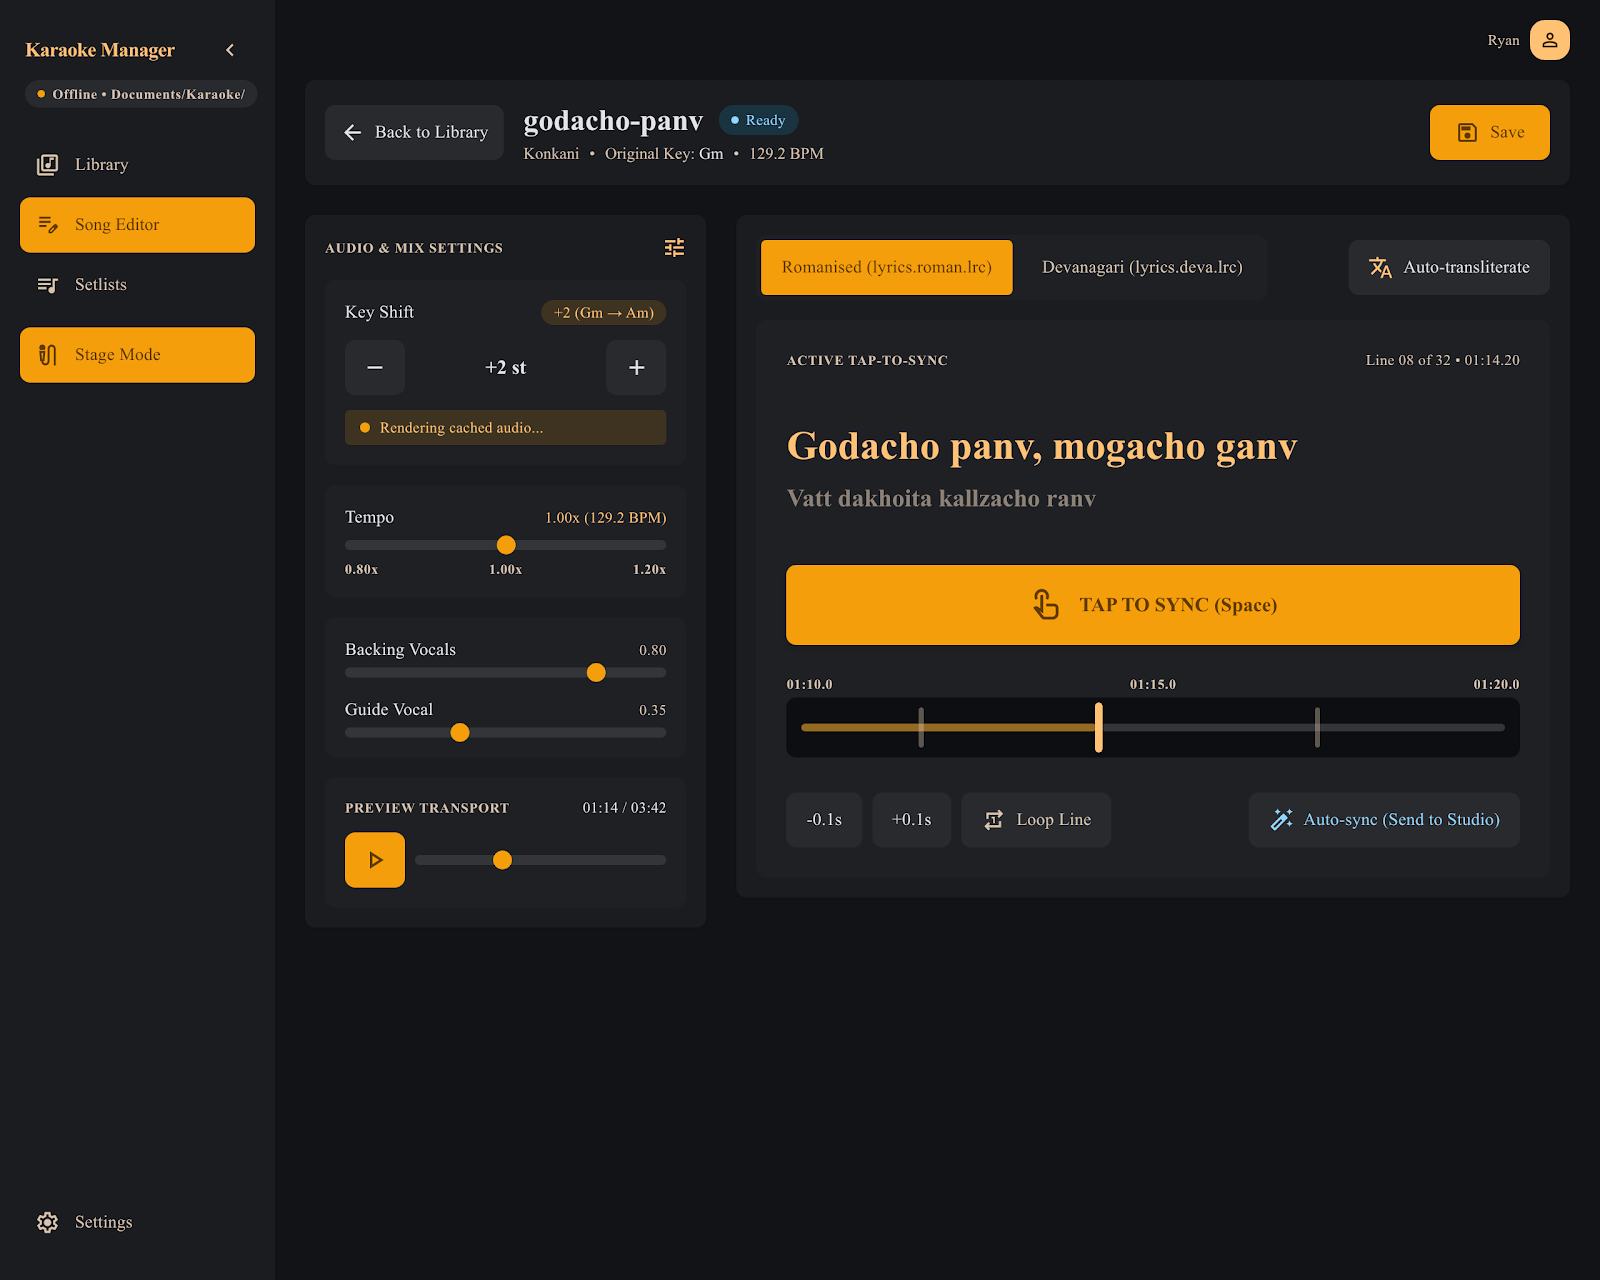 Karaoke Manager
Offline • Documents/Karaoke/
Library
Song Editor
Setlists
Stage Mode
Settings
Ryan
Back to Library
godacho-panv
Ready
Konkani • Original Key: Gm • 129.2 BPM
Save
AUDIO & MIX SETTINGS
Key Shift
+2 (Gm → Am)
+2 st
Rendering cached audio...
Tempo
1.00x (129.2 BPM)
0.80x 1.00x 1.20x
Backing Vocals
0.80
Guide Vocal
0.35
PREVIEW TRANSPORT
01:14 / 03:42
Romanised (lyrics.roman.lrc)
Devanagari (lyrics.deva.lrc)
Auto-transliterate
ACTIVE TAP-TO-SYNC
Line 08 of 32 • 01:14.20
Godacho panv, mogacho ganv
Vatt dakhoita kallzacho ranv
TAP TO SYNC (Space)
01:10.0 01:15.0 01:20.0
-0.1s
+0.1s
Loop Line
Auto-sync (Send to Studio)